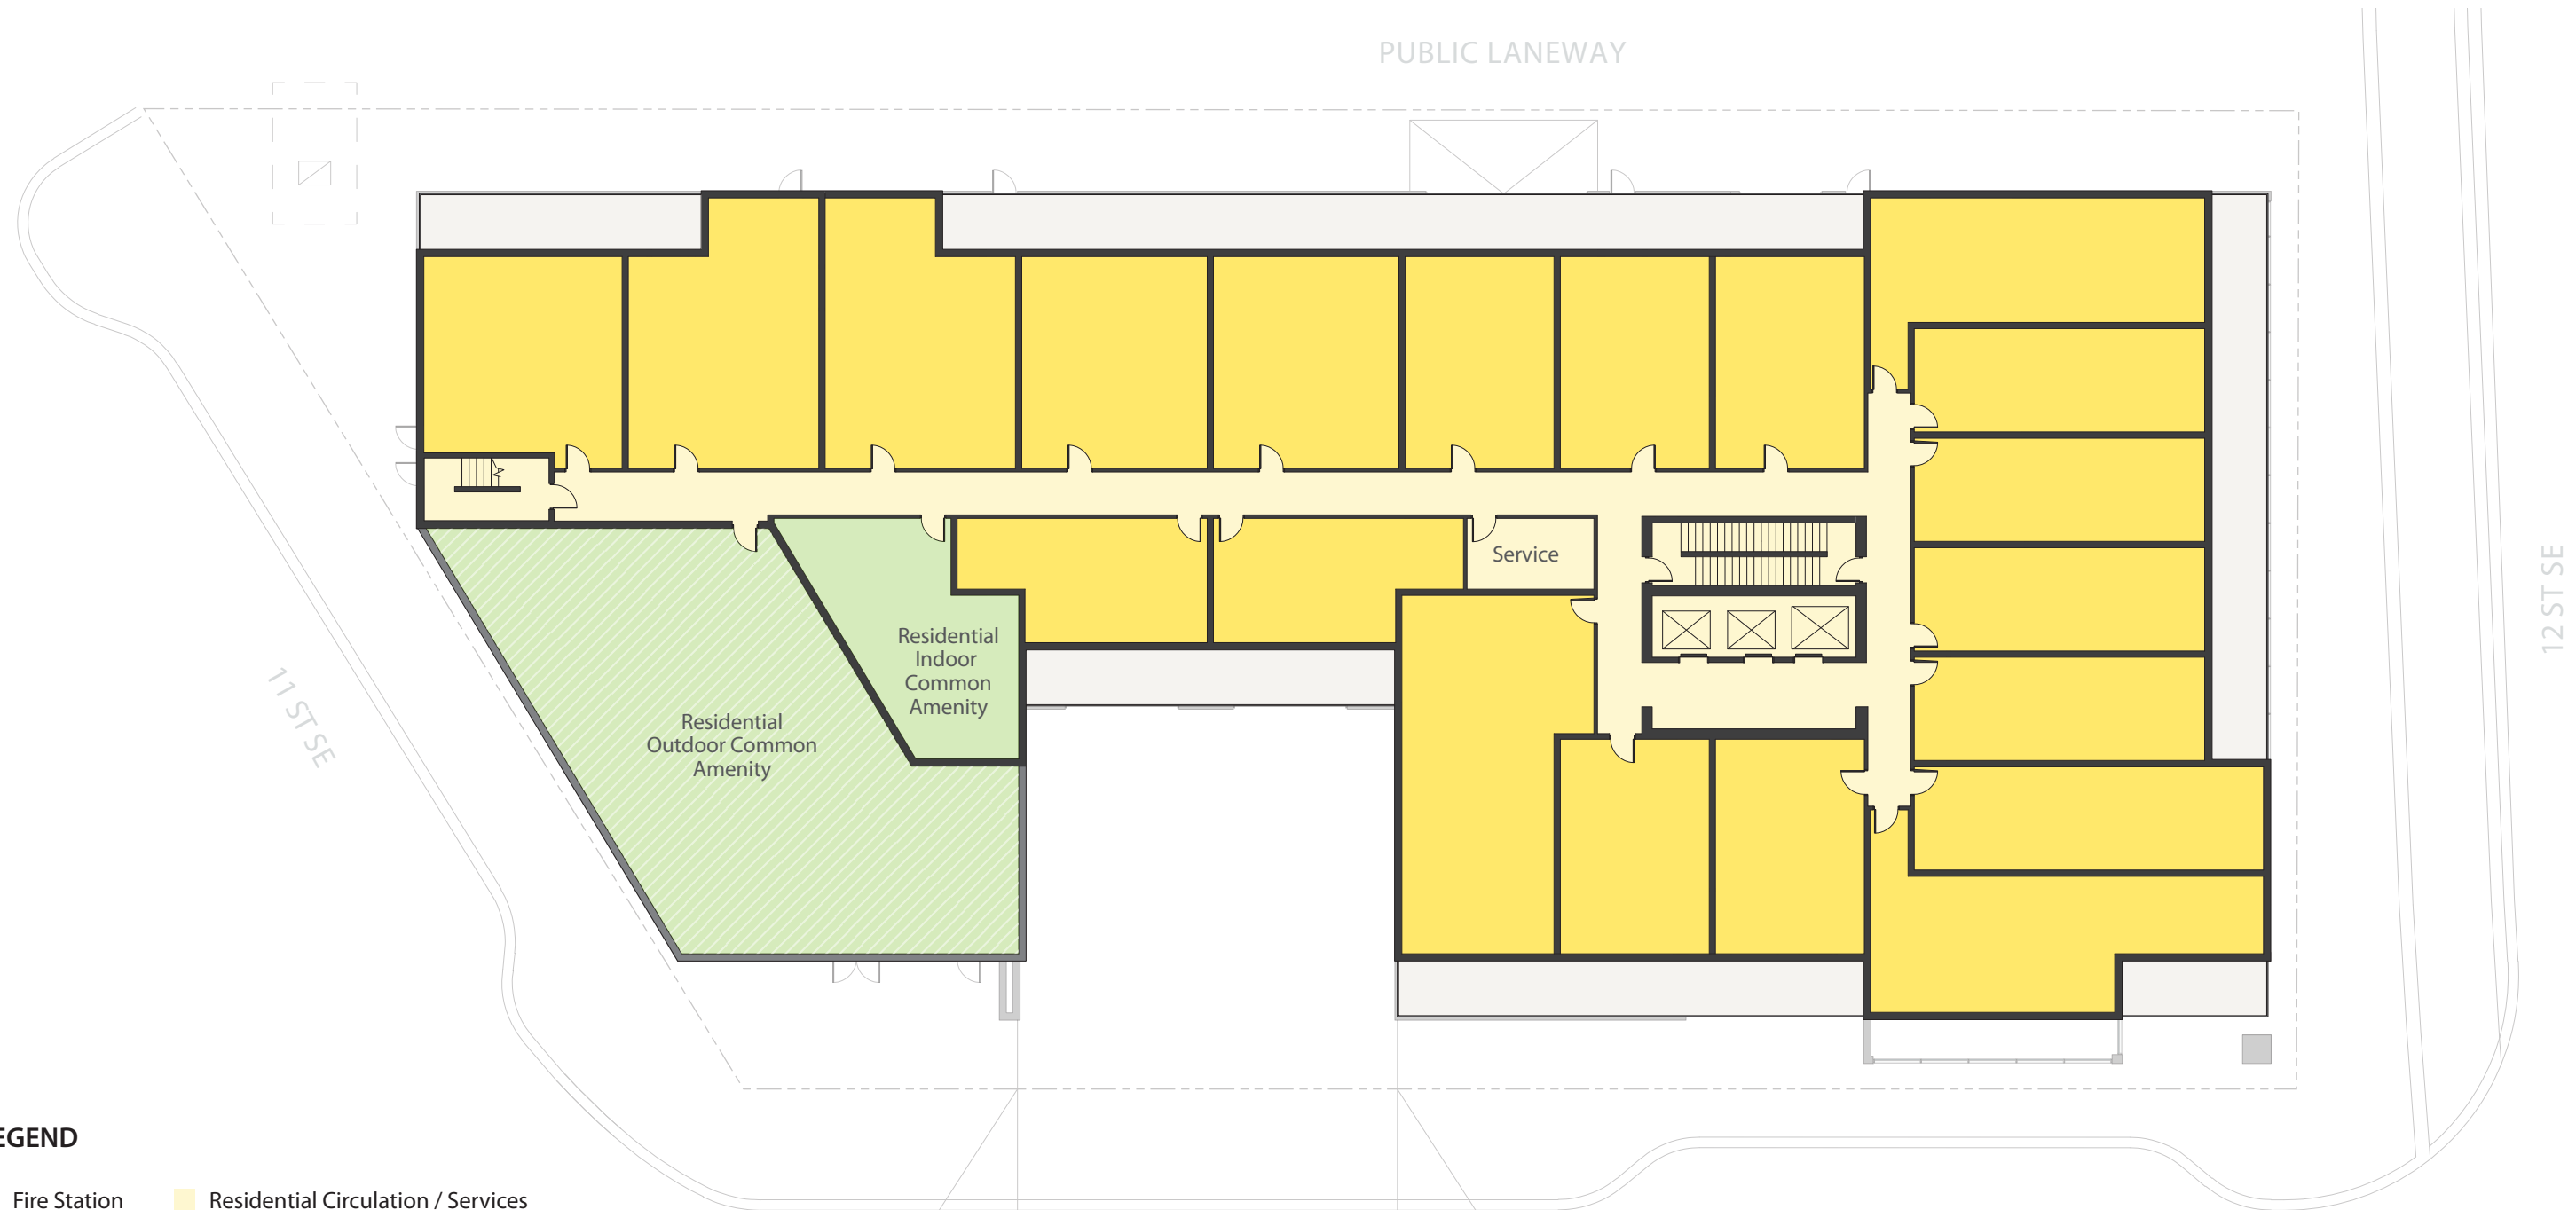 PUBLIC LANEWAY
Service
Residential
Indoor
Common
Amenity
Residential
Outdoor Common
Amenity
11 ST SE
12 ST SE
EGEND
Fire Station
Residential Circulation / Services